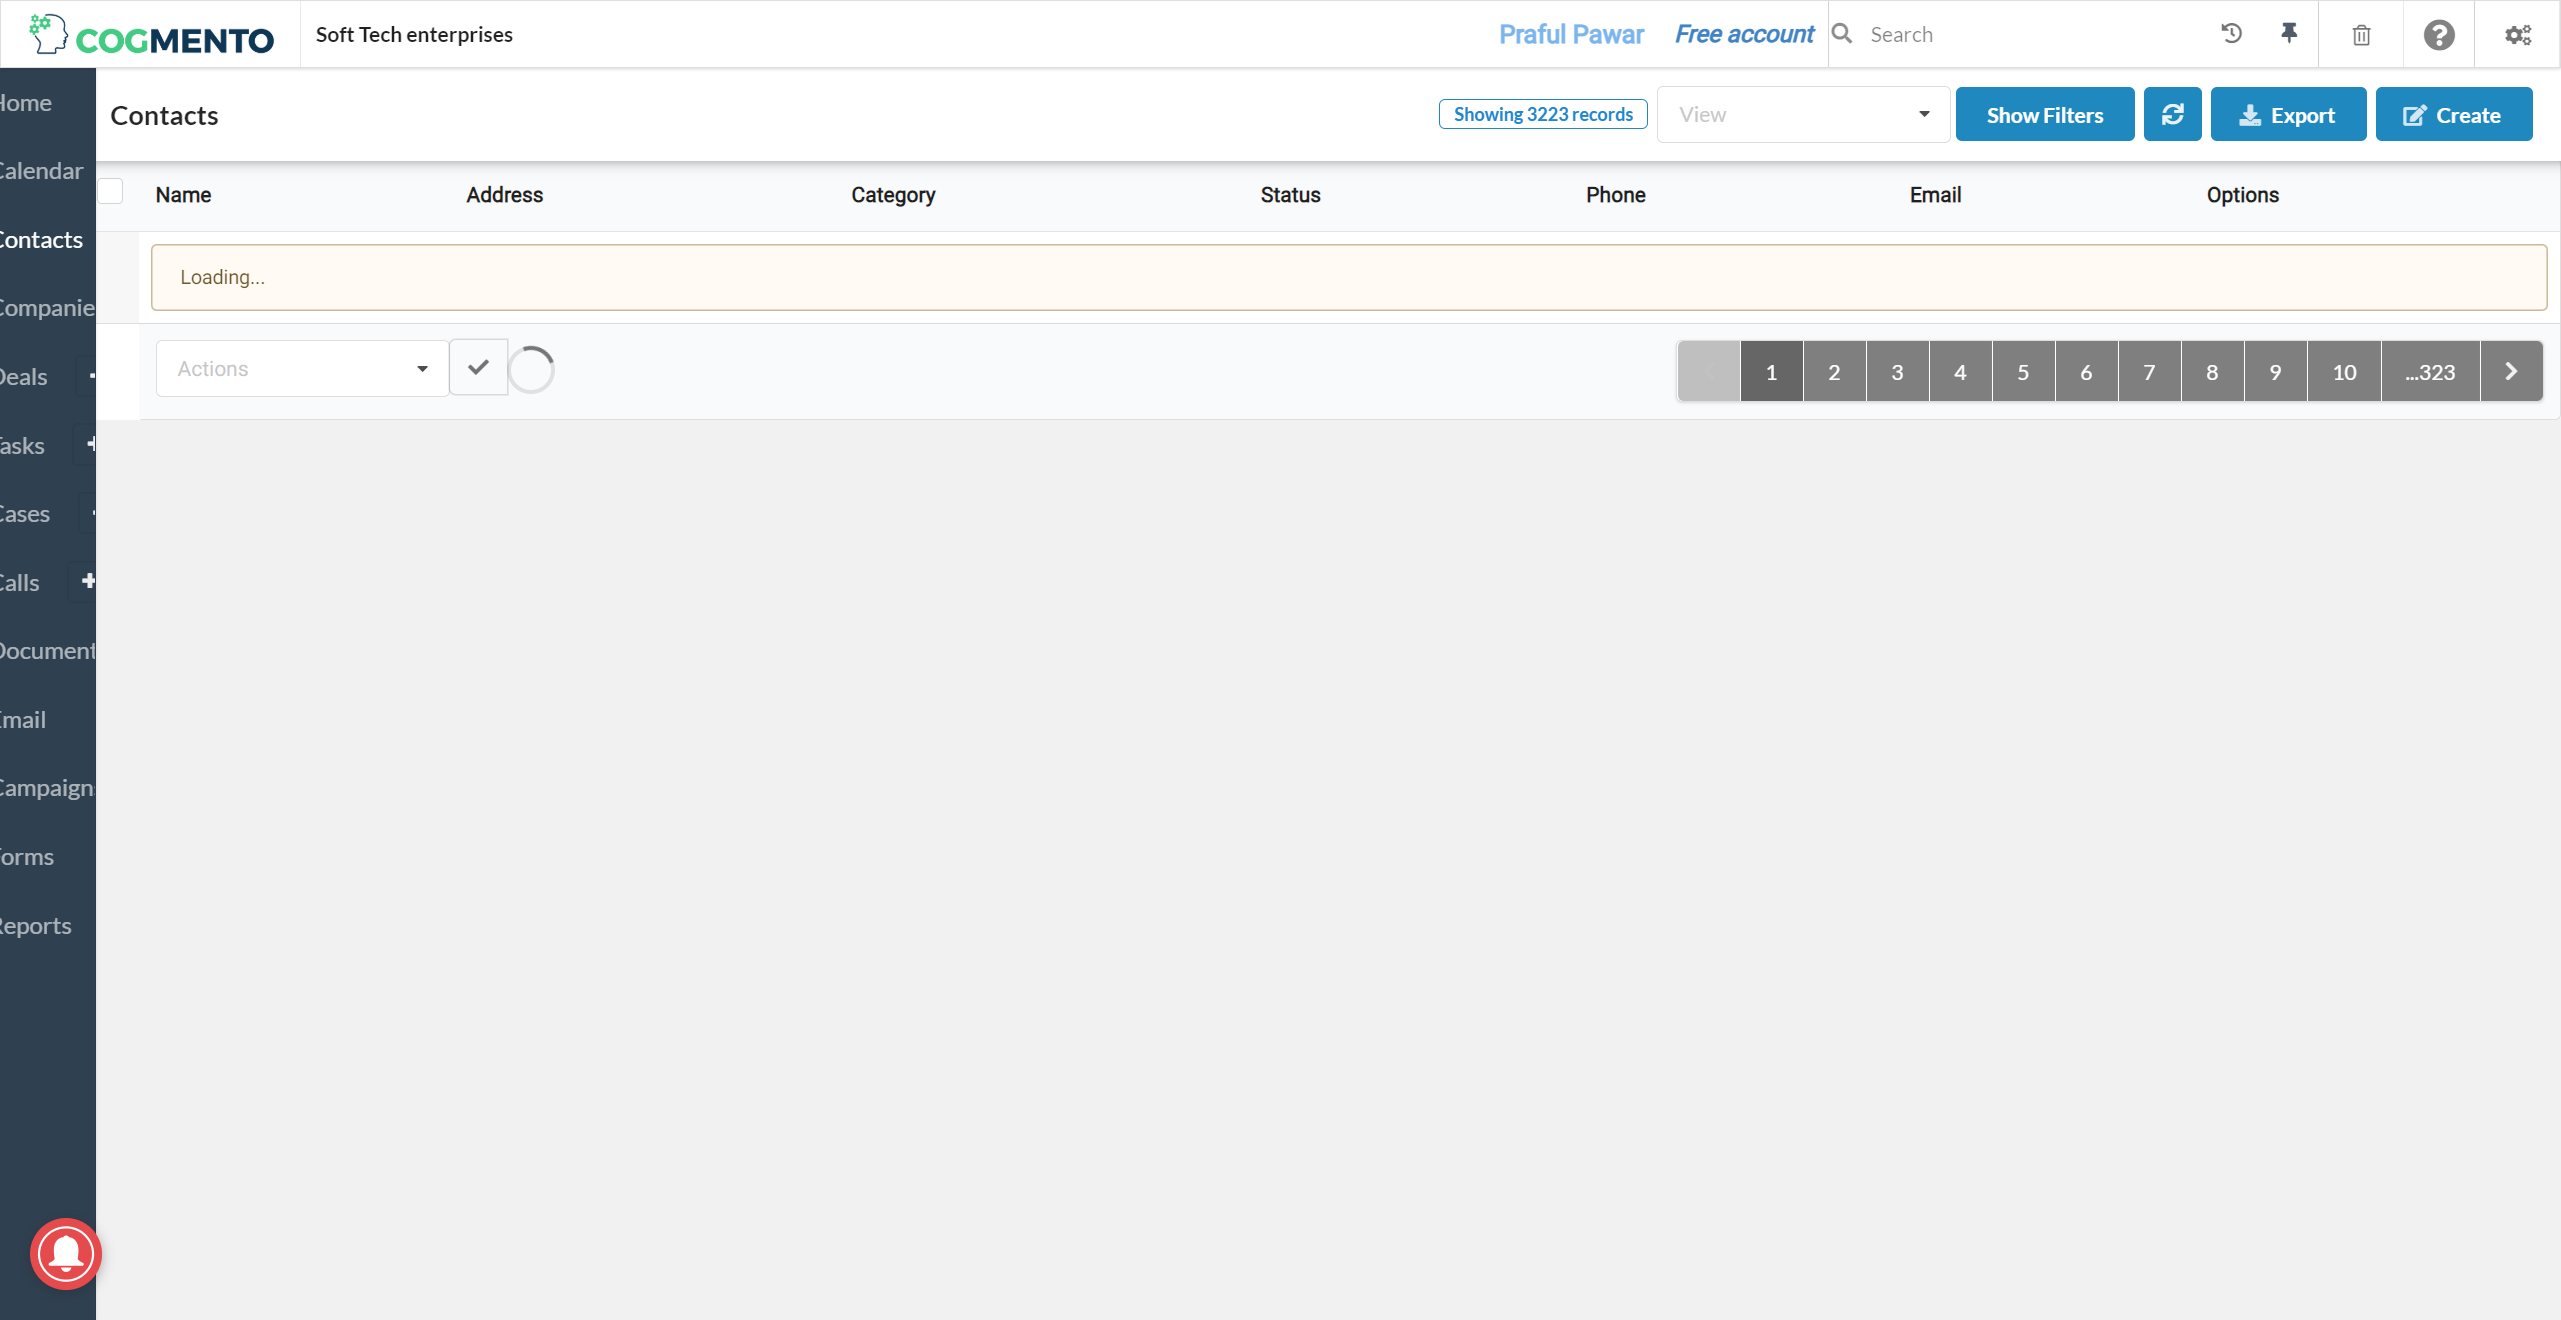 COGMENTO
Soft Tech enterprises
Praful Pawar
Free account
Search
Home
Calendar
Contacts
Companie
Deals
Tasks
Cases
Calls
Document
Email
Campaigns
Forms
Reports
Contacts
Showing 3223 records
View
Show Filters
Export
Create
Name Address Category Status Phone Email Options
Loading...
Actions
1 2 3 4 5 6 7 8 9 10 ...323